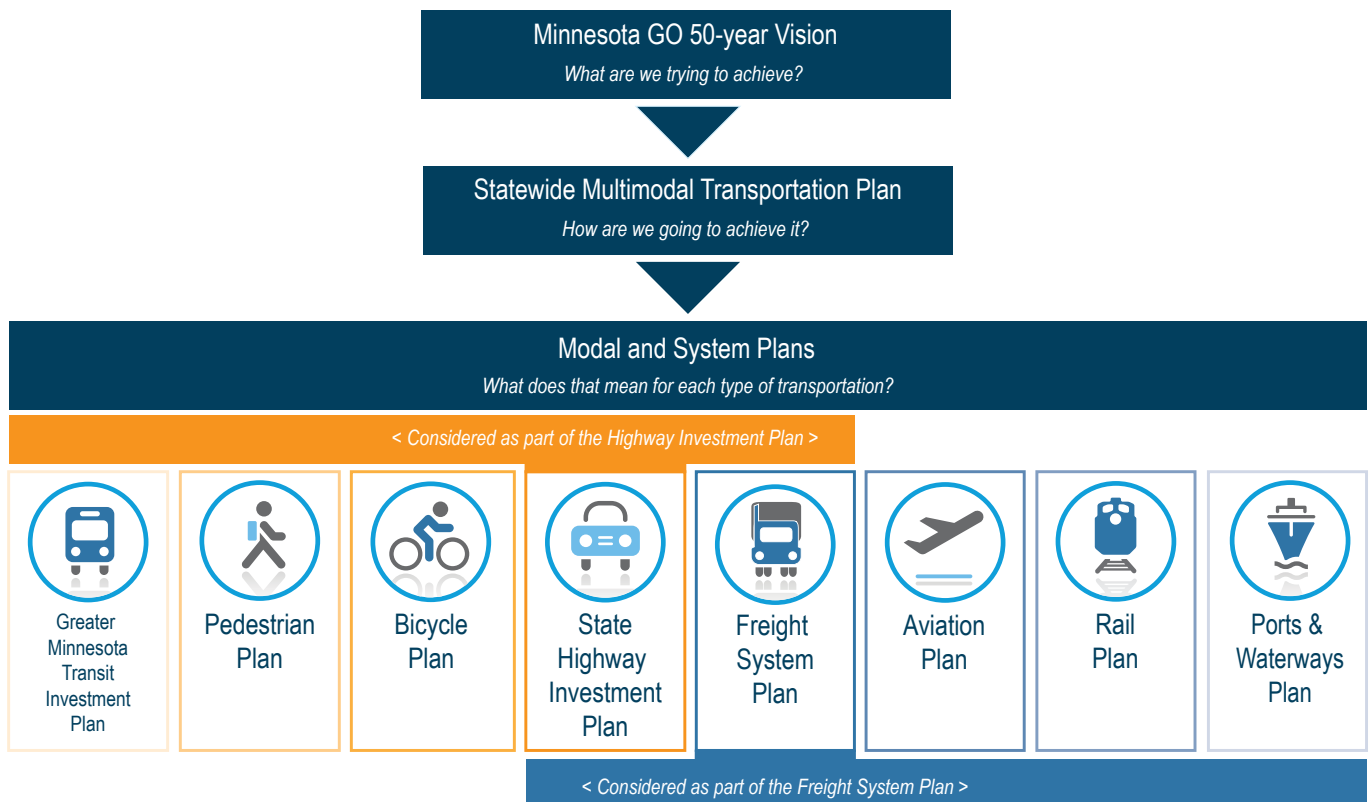 Minnesota GO 50-year Vision
What are we trying to achieve?
Statewide Multimodal Transportation Plan
How are we going to achieve it?
Modal and System Plans
What does that mean for each type of transportation?
< Considered as part of the Highway Investment Plan >
Greater
Minnesota
Transit
Investment
Plan
Pedestrian
Plan
Bicycle
Plan
State
Highway
Investment
Plan
Freight
System
Plan
Aviation
Plan
Rail
Plan
Ports &
Waterways
Plan
< Considered as part of the Freight System Plan >